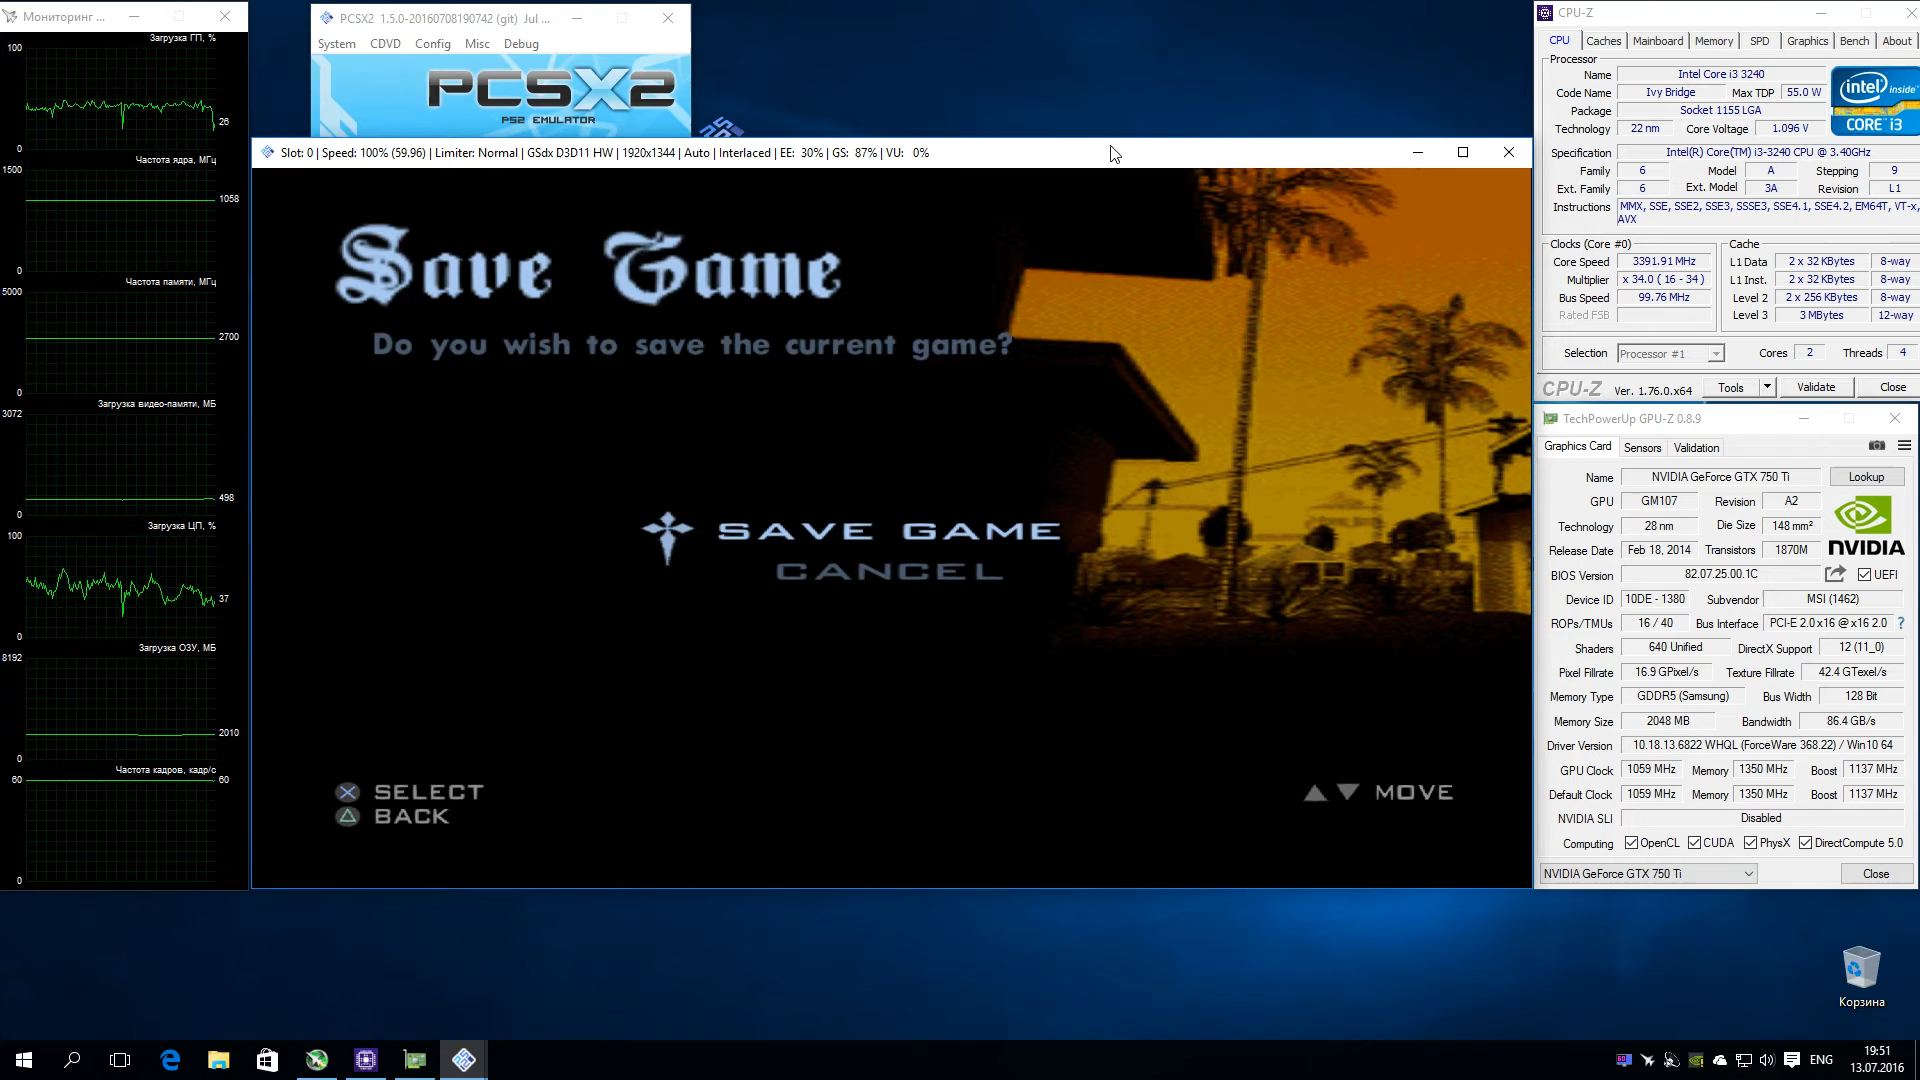 Мониторинг ...
Загрузка ГП, %
100
26
0
Частота ядра, МГц
1500
1058
0
Частота памяти, МГц
5000
2700
0
Загрузка видео-памяти, МБ
3072
498
0
Загрузка ЦП, %
100
37
0
Загрузка ОЗУ, МБ
8192
2010
0
Частота кадров, кадр/с
60
60
0
PCSX2 1.5.0-20160708190742 (git) Jul ...
System CDVD Config Misc Debug
PCSX2
PS2 EMULATOR
Slot: 0 | Speed: 100% (59.96) | Limiter: Normal | GSdx D3D11 HW | 1920x1344 | Auto | Interlaced | EE: 30% | GS: 87% | VU: 0%
Save Game
Do you wish to save the current game?
SAVE GAME
CANCEL
SELECT
BACK
MOVE
CPU-Z
CPU Caches Mainboard Memory SPD Graphics Bench About
Processor
Name Intel Core i3 3240
Code Name Ivy Bridge Max TDP 55.0 W
Package Socket 1155 LGA
Technology 22 nm Core Voltage 1.096 V
intel inside
CORE i3
Specification Intel(R) Core(TM) i3-3240 CPU @ 3.40GHz
Family 6 Model A Stepping 9
Ext. Family 6 Ext. Model 3A Revision L1
Instructions MMX, SSE, SSE2, SSE3, SSSE3, SSE4.1, SSE4.2, EM64T, VT-x,
AVX
Clocks (Core #0)
Core Speed 3391.91 MHz
Multiplier x 34.0 ( 16 - 34 )
Bus Speed 99.76 MHz
Rated FSB
Cache
L1 Data 2 x 32 KBytes 8-way
L1 Inst. 2 x 32 KBytes 8-way
Level 2 2 x 256 KBytes 8-way
Level 3 3 MBytes 12-way
Selection Processor #1 Cores 2 Threads 4
CPU-Z Ver. 1.76.0.x64 Tools Validate Close
TechPowerUp GPU-Z 0.8.9
Graphics Card Sensors Validation
Name NVIDIA GeForce GTX 750 Ti Lookup
GPU GM107 Revision A2
Technology 28 nm Die Size 148 mm²
Release Date Feb 18, 2014 Transistors 1870M
NVIDIA
BIOS Version 82.07.25.00.1C UEFI
Device ID 10DE - 1380 Subvendor MSI (1462)
ROPs/TMUs 16 / 40 Bus Interface PCI-E 2.0 x16 @ x16 2.0 ?
Shaders 640 Unified DirectX Support 12 (11_0)
Pixel Fillrate 16.9 GPixel/s Texture Fillrate 42.4 GTexel/s
Memory Type GDDR5 (Samsung) Bus Width 128 Bit
Memory Size 2048 MB Bandwidth 86.4 GB/s
Driver Version 10.18.13.6822 WHQL (ForceWare 368.22) / Win10 64
GPU Clock 1059 MHz Memory 1350 MHz Boost 1137 MHz
Default Clock 1059 MHz Memory 1350 MHz Boost 1137 MHz
NVIDIA SLI Disabled
Computing OpenCL CUDA PhysX DirectCompute 5.0
NVIDIA GeForce GTX 750 Ti Close
Корзина
60
ENG
19:51
13.07.2016